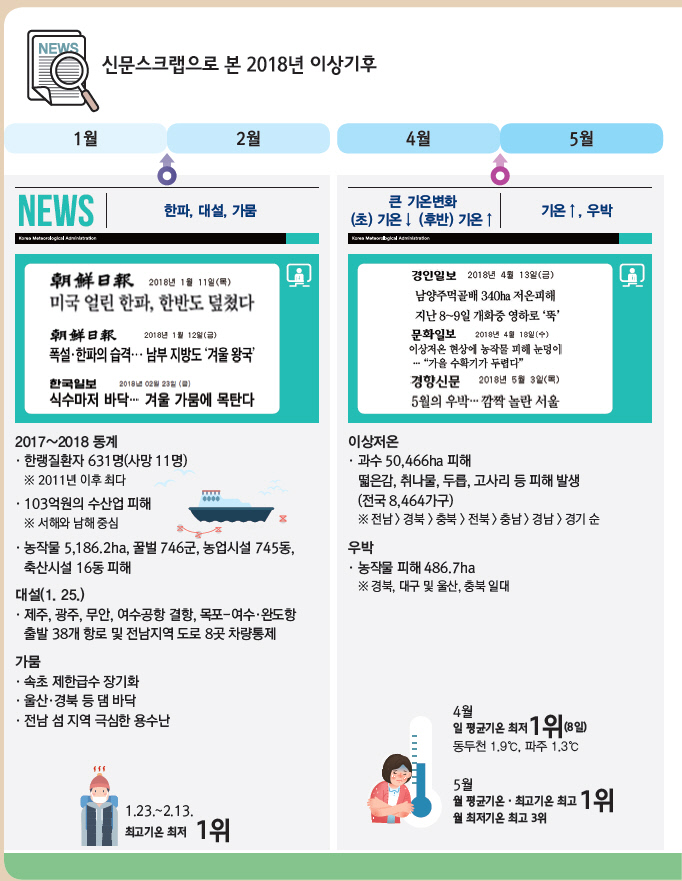 NEWS
신문스크랩으로 본 2018년 이상기후
1월
2월
4월
5월
NEWS
한파, 대설, 가뭄
Korea Meteorological Administration
朝鮮日報 2018년 1월 11일(목)
미국 얼린 한파, 한반도 덮쳤다
朝鮮日報 2018년 1월 12일(금)
폭설·한파의 습격… 남부 지방도 '겨울 왕국'
한국일보 2018년 02월 23일 (금)
식수마저 바닥… 겨울 가뭄에 목탄다
2017~2018 동계
· 한랭질환자 631명(사망 11명)
※ 2011년 이후 최다
· 103억원의 수산업 피해
※ 서해와 남해 중심
· 농작물 5,186.2ha, 꿀벌 746군, 농업시설 745동,
축산시설 16동 피해
대설(1. 25.)
· 제주, 광주, 무안, 여수공항 결항, 목포-여수·완도항
출발 38개 항로 및 전남지역 도로 8곳 차량통제
가뭄
· 속초 제한급수 장기화
· 울산·경북 등 댐 바닥
· 전남 섬 지역 극심한 용수난
1.23.~2.13.
최고기온 최저 1위
큰 기온변화
(초) 기온↓ (후반) 기온↑
기온↑, 우박
Korea Meteorological Administration
경인일보 2018년 4월 13일(금)
남양주먹골배 340ha 저온피해
지난 8~9일 개화중 영하로 '뚝'
문화일보 2018년 4월 18일(수)
이상저온 현상에 농작물 피해 눈덩이
… "가을 수확기가 두렵다"
경향신문 2018년 5월 3일(목)
5월의 우박… 깜짝 놀란 서울
이상저온
· 과수 50,466ha 피해
떫은감, 취나물, 두릅, 고사리 등 피해 발생
(전국 8,464가구)
※ 전남 > 경북 > 충북 > 전북 > 충남 > 경남 > 경기 순
우박
· 농작물 피해 486.7ha
※ 경북, 대구 및 울산, 충북 일대
4월
일 평균기온 최저 1위(8일)
동두천 1.9℃, 파주 1.3℃
5월
월 평균기온 · 최고기온 최고 1위
월 최저기온 최고 3위